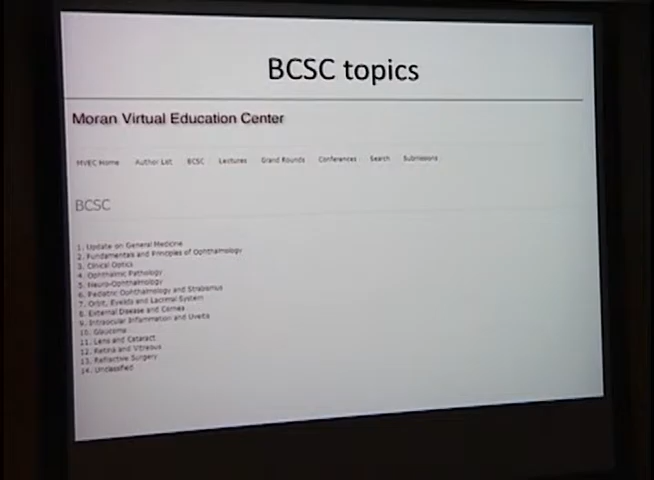 BCSC topics
Moran Virtual Education Center
MVEC Home Author List BCSC Lectures Grand Rounds Conferences Search Submissions
BCSC
1. Update on General Medicine
2. Fundamentals and Principles of Ophthalmology
3. Clinical Optics
4. Ophthalmic Pathology
5. Neuro-Ophthalmology
6. Pediatric Ophthalmology and Strabismus
7. Orbit, Eyelids and Lacrimal System
8. External Disease and Cornea
9. Intraocular Inflammation and Uveitis
10. Glaucoma
11. Lens and Cataract
12. Retina and Vitreous
13. Refractive Surgery
14. Unclassified